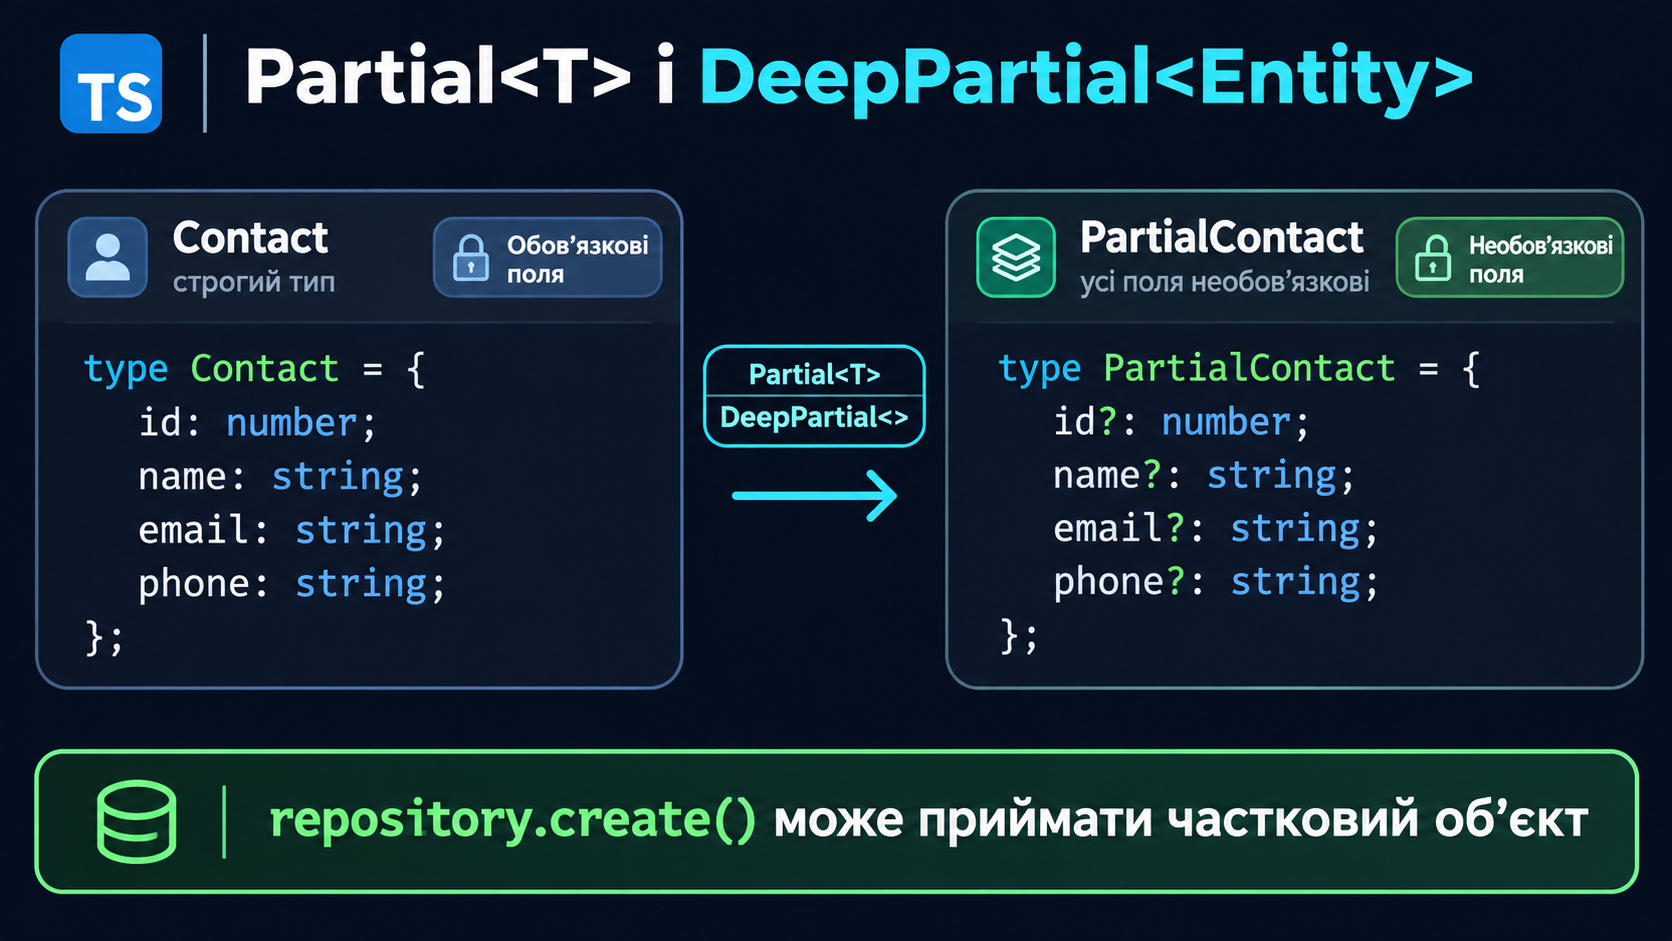 TS
Partial<T> і DeepPartial<Entity>
Contact
строгий тип
Обов’язкові
поля
type Contact = {
id: number;
name: string;
email: string;
phone: string;
};
Partial<T>
DeepPartial<>
PartialContact
усі поля необов’язкові
Необов’язкові
поля
type PartialContact = {
id?: number;
name?: string;
email?: string;
phone?: string;
};
repository.create() може приймати частковий об’єкт